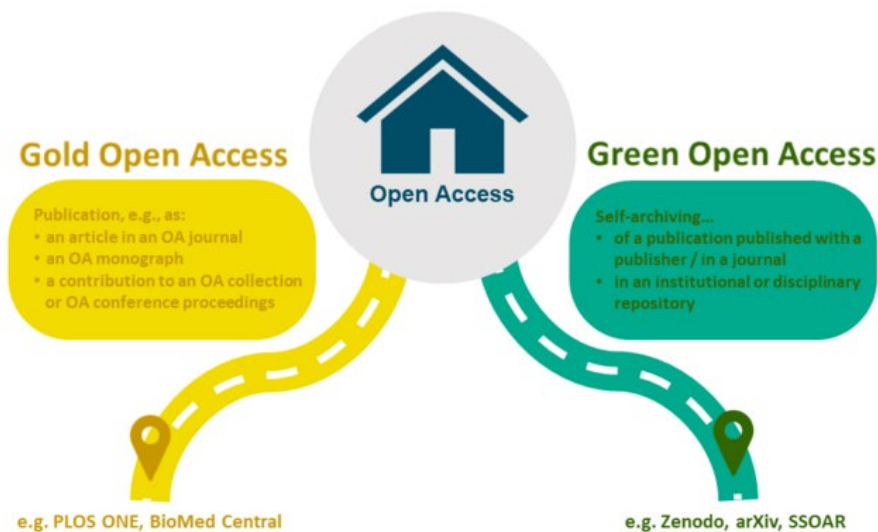 Open Access
Gold Open Access
Publication, e.g., as:
• an article in an OA journal
• an OA monograph
• a contribution to an OA collection
or OA conference proceedings
e.g. PLOS ONE, BioMed Central
Green Open Access
Self-archiving...
• of a publication published with a
publisher / in a journal
• in an institutional or disciplinary
repository
e.g. Zenodo, arXiv, SSOAR